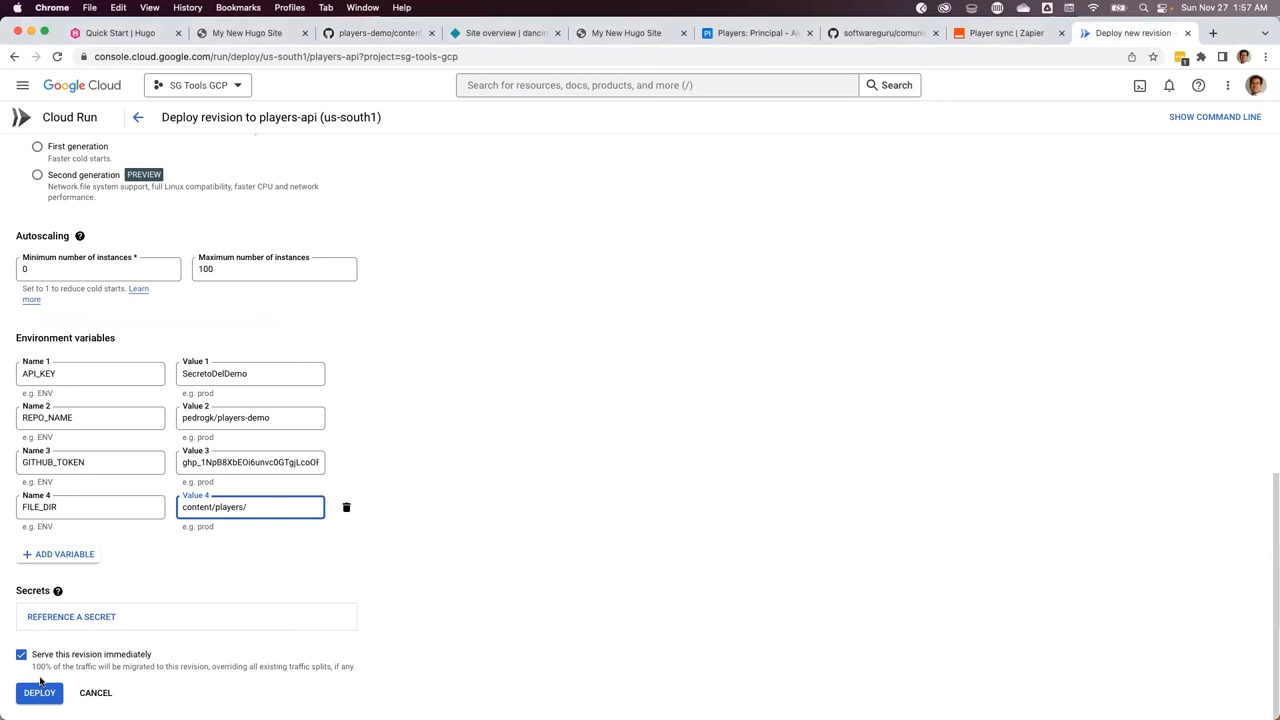 Chrome File Edit View History Bookmarks Profiles Tab Window Help Sun Nov 27 1:57 AM
Quick Start | Hugo My New Hugo Site players-demo/conten Site overview | dancin My New Hugo Site Players: Principal - Ai softwareguru/comuni Player sync | Zapier Deploy new revision –
console.cloud.google.com/run/deploy/us-south1/players-api?project=sg-tools-gcp
Google Cloud SG Tools GCP Search for resources, docs, products, and more (/) Search
Cloud Run Deploy revision to players-api (us-south1) SHOW COMMAND LINE
First generation
Faster cold starts.
Second generation PREVIEW
Network file system support, full Linux compatibility, faster CPU and network
performance.
Autoscaling
Minimum number of instances * Maximum number of instances
0 100
Set to 1 to reduce cold starts. Learn
more
Environment variables
Name 1 Value 1
API_KEY SecretoDelDemo
e.g. ENV e.g. prod
Name 2 Value 2
REPO_NAME pedrogk/players-demo
e.g. ENV e.g. prod
Name 3 Value 3
GITHUB_TOKEN
e.g. ENV e.g. prod
Name 4 Value 4
FILE_DIR content/players/
e.g. ENV e.g. prod
+ ADD VARIABLE
Secrets
REFERENCE A SECRET
Serve this revision immediately
100% of the traffic will be migrated to this revision, overriding all existing traffic splits, if any.
DEPLOY CANCEL